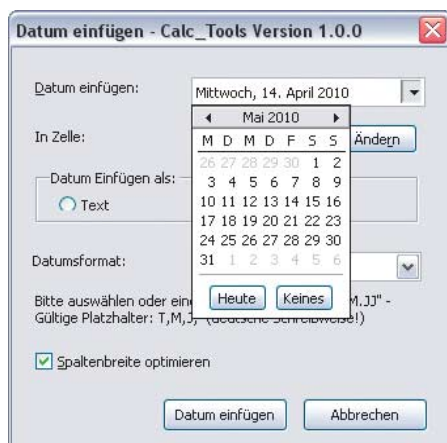 Datum einfügen - Calc_Tools Version 1.0.0
Datum einfügen:
Mittwoch, 14. April 2010
Mai 2010
In Zelle:
Ändern
M D M D F S S
26 27 28 29 30 1 2
3 4 5 6 7 8 9
10 11 12 13 14 15 16
17 18 19 20 21 22 23
24 25 26 27 28 29 30
31 1 2 3 4 5 6
Datum Einfügen als:
Text
Datumsformat:
Heute Keines
Bitte auswählen oder M.JJ" -
Gültige Platzhalter: T,M,J, (deutsche Schreibweise!)
Spaltenbreite optimieren
Datum einfügen Abbrechen